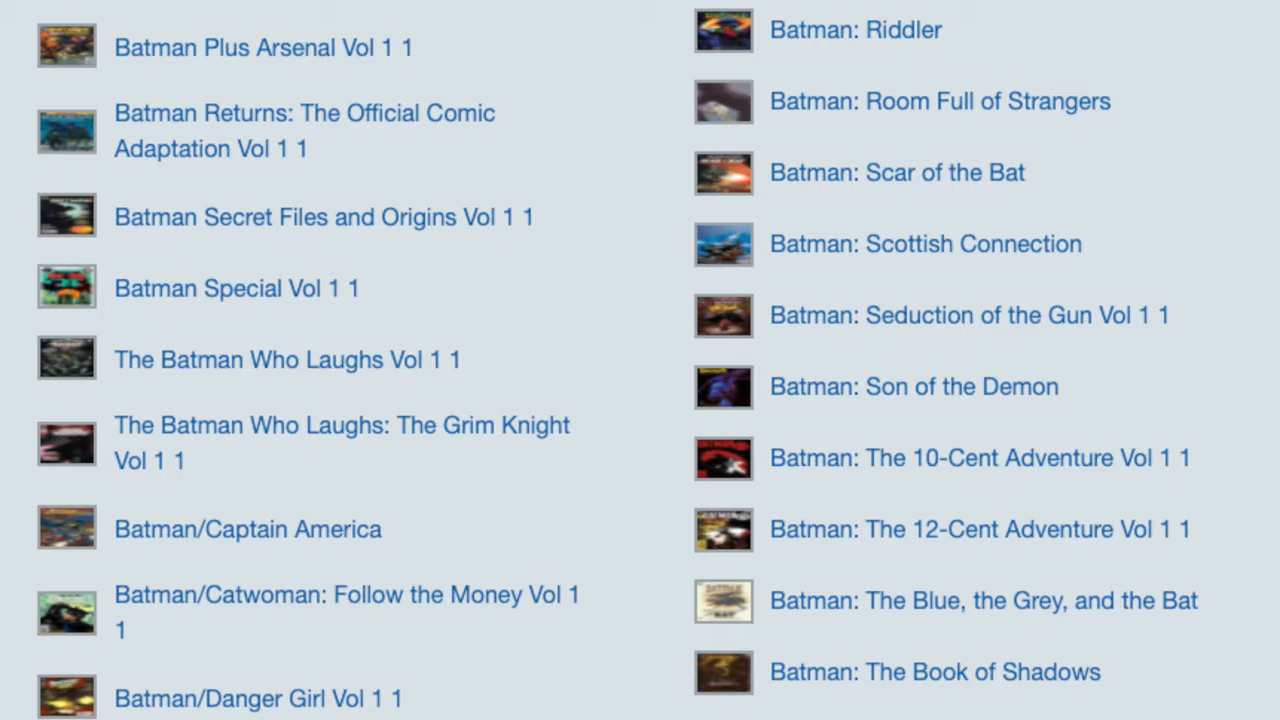 Batman Plus Arsenal Vol 1 1
Batman Returns: The Official Comic
Adaptation Vol 1 1
Batman Secret Files and Origins Vol 1 1
Batman Special Vol 1 1
The Batman Who Laughs Vol 1 1
The Batman Who Laughs: The Grim Knight
Vol 1 1
Batman/Captain America
Batman/Catwoman: Follow the Money Vol 1
1
Batman/Danger Girl Vol 1 1
Batman: Riddler
Batman: Room Full of Strangers
Batman: Scar of the Bat
Batman: Scottish Connection
Batman: Seduction of the Gun Vol 1 1
Batman: Son of the Demon
Batman: The 10-Cent Adventure Vol 1 1
Batman: The 12-Cent Adventure Vol 1 1
Batman: The Blue, the Grey, and the Bat
Batman: The Book of Shadows